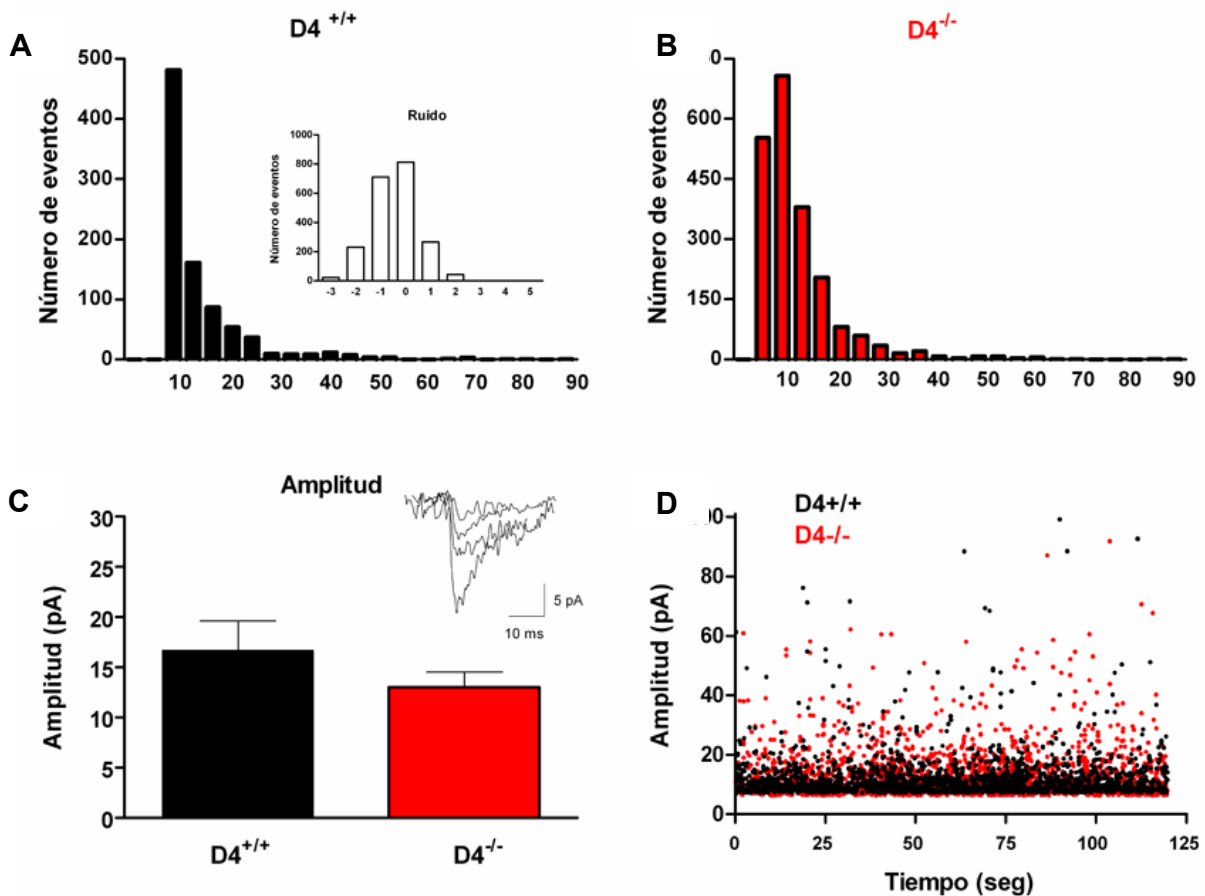 A
D4 +/+
500
400
300
200
100
0
Número de eventos
10 20 30 40 50 60 70 80 90
Ruido
1000
800
600
400
200
0
Número de eventos
-3 -2 -1 0 1 2 3 4 5
B
D4-/-
0
600
450
300
150
0
Número de eventos
10 20 30 40 50 60 70 80 90
C
Amplitud
30
25
20
15
10
5
0
Amplitud (pA)
5 pA
10 ms
D4+/+
D4-/-
D
D4+/+
D4-/-
00
80
60
40
20
0
Amplitud (pA)
0 25 50 75 100 125
Tiempo (seg)